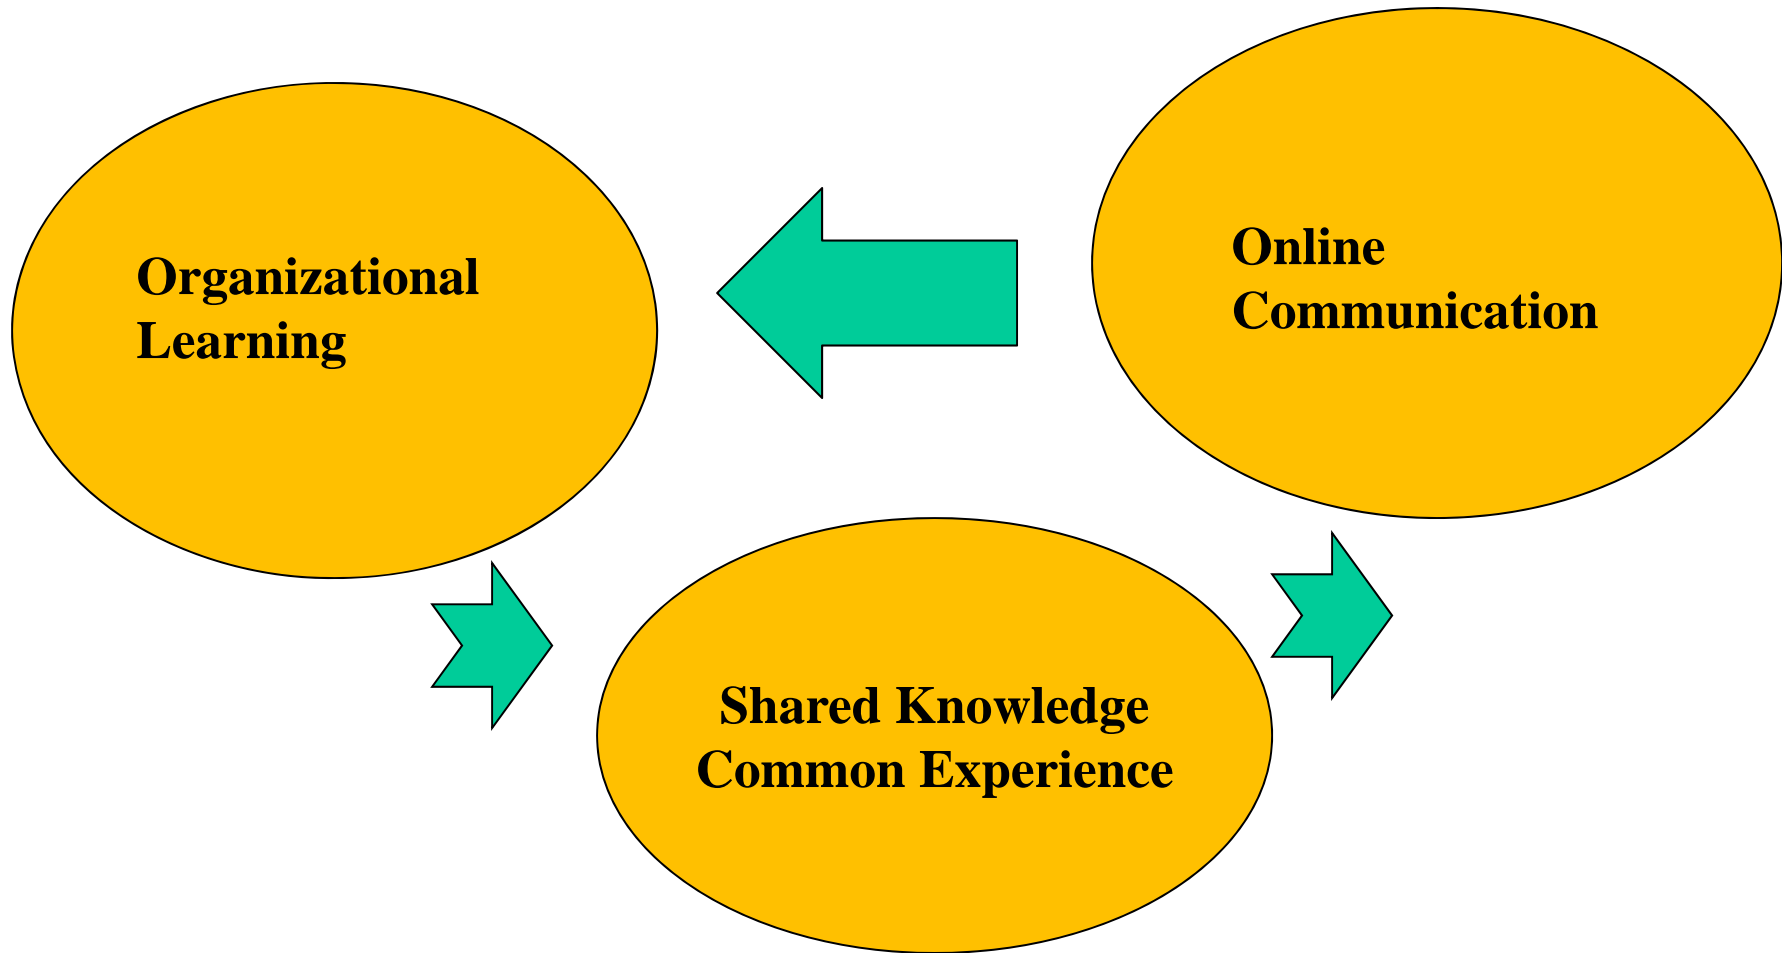 Organizational
Learning
Online
Communication
Shared Knowledge
Common Experience